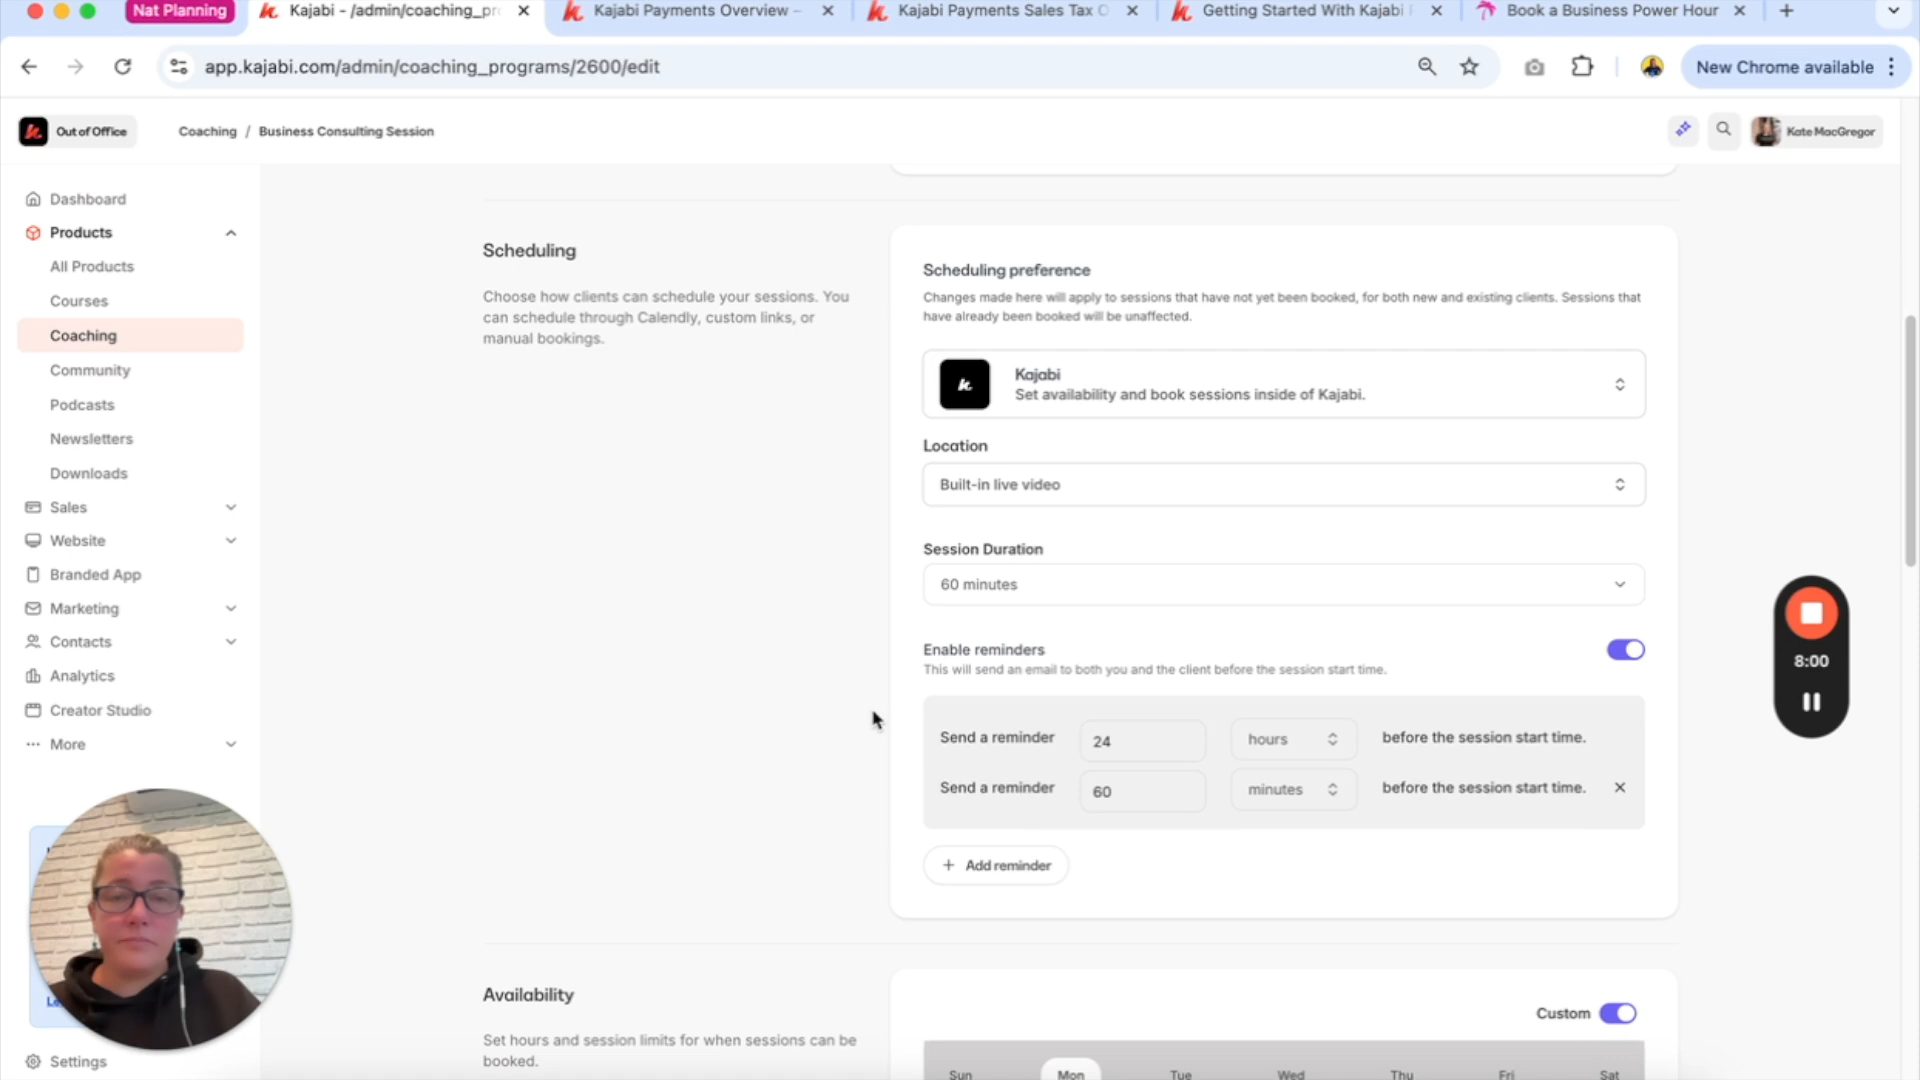 Nat Planning
Kajabi - /admin/coaching_pr
Kajabi Payments Overview –
Kajabi Payments Sales Tax O
Getting Started With Kajabi
Book a Business Power Hour
app.kajabi.com/admin/coaching_programs/2600/edit
New Chrome available
Out of Office
Coaching / Business Consulting Session
Kate MacGregor
Dashboard
Products
All Products
Courses
Coaching
Community
Podcasts
Newsletters
Downloads
Sales
Website
Branded App
Marketing
Contacts
Analytics
Creator Studio
More
Settings
Scheduling
Choose how clients can schedule your sessions. You
can schedule through Calendly, custom links, or
manual bookings.
Scheduling preference
Changes made here will apply to sessions that have not yet been booked, for both new and existing clients. Sessions that
have already been booked will be unaffected.
Kajabi
Set availability and book sessions inside of Kajabi.
Location
Built-in live video
Session Duration
60 minutes
Enable reminders
This will send an email to both you and the client before the session start time.
Send a reminder 24 hours before the session start time.
Send a reminder 60 minutes before the session start time.
+ Add reminder
8:00
Availability
Set hours and session limits for when sessions can be
booked.
Custom
Sun Mon Tue Wed Thu Fri Sat